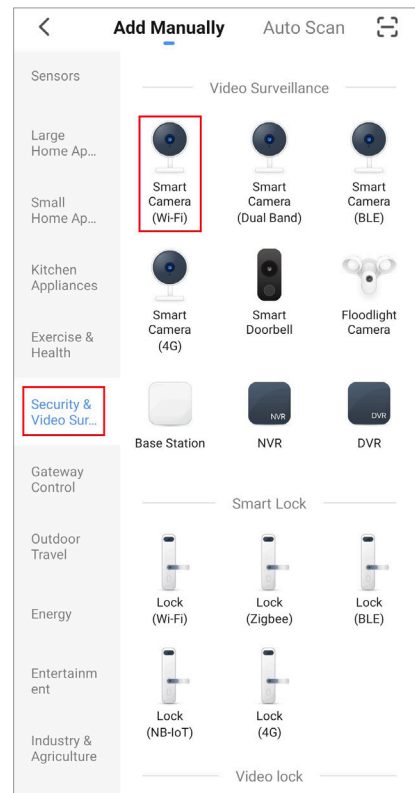 Add Manually
Auto Scan
Sensors
Large
Home Ap...
Small
Home Ap...
Kitchen
Appliances
Exercise &
Health
Security &
Video Sur...
Gateway
Control
Outdoor
Travel
Energy
Entertainm
ent
Industry &
Agriculture
Video Surveillance
Smart
Camera
(Wi-Fi)
Smart
Camera
(Dual Band)
Smart
Camera
(BLE)
Smart
Camera
(4G)
Smart
Doorbell
Floodlight
Camera
Base Station
NVR
NVR
DVR
DVR
Smart Lock
Lock
(Wi-Fi)
Lock
(Zigbee)
Lock
(BLE)
Lock
(NB-IoT)
Lock
(4G)
Video lock